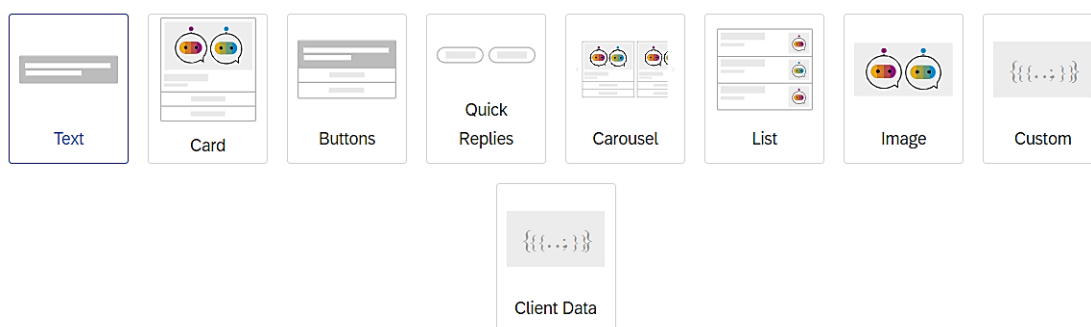 Text
Card
Buttons
Quick
Replies
Carousel
List
Image
Custom
{{{..;}}}
Client Data
{{{..;}}}